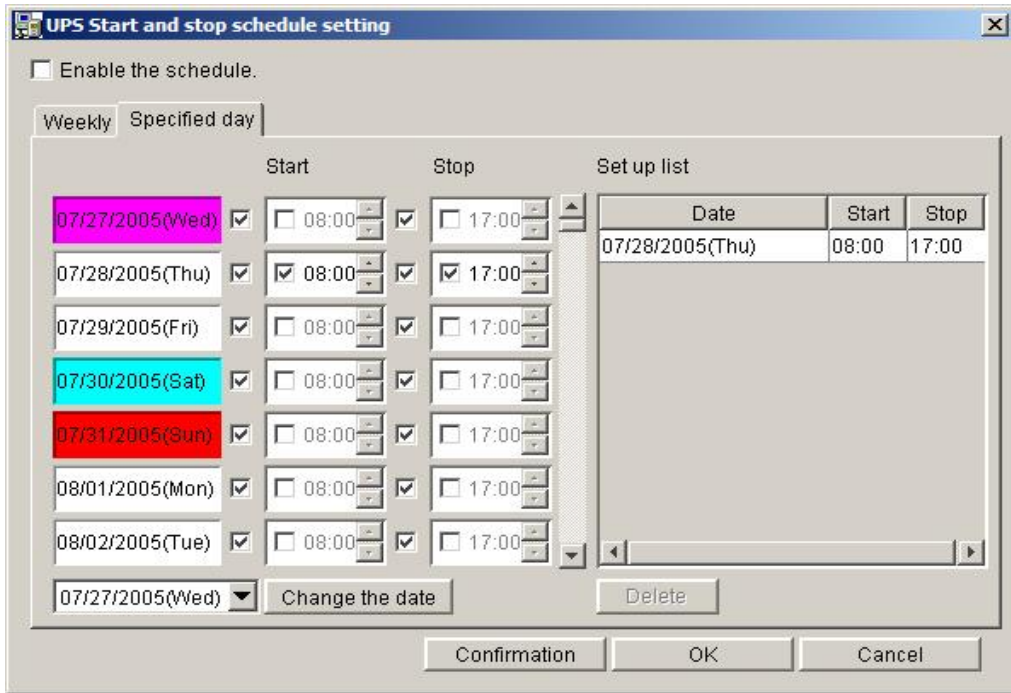 UPS Start and stop schedule setting
Enable the schedule.
Weekly Specified day
Start Stop Set up list
07/27/2005(Wed) 08:00 17:00
07/28/2005(Thu) 08:00 17:00
07/29/2005(Fri) 08:00 17:00
07/30/2005(Sat) 08:00 17:00
07/31/2005(Sun) 08:00 17:00
08/01/2005(Mon) 08:00 17:00
08/02/2005(Tue) 08:00 17:00
Date Start Stop
07/28/2005(Thu) 08:00 17:00
07/27/2005(Wed) Change the date Delete
Confirmation OK Cancel